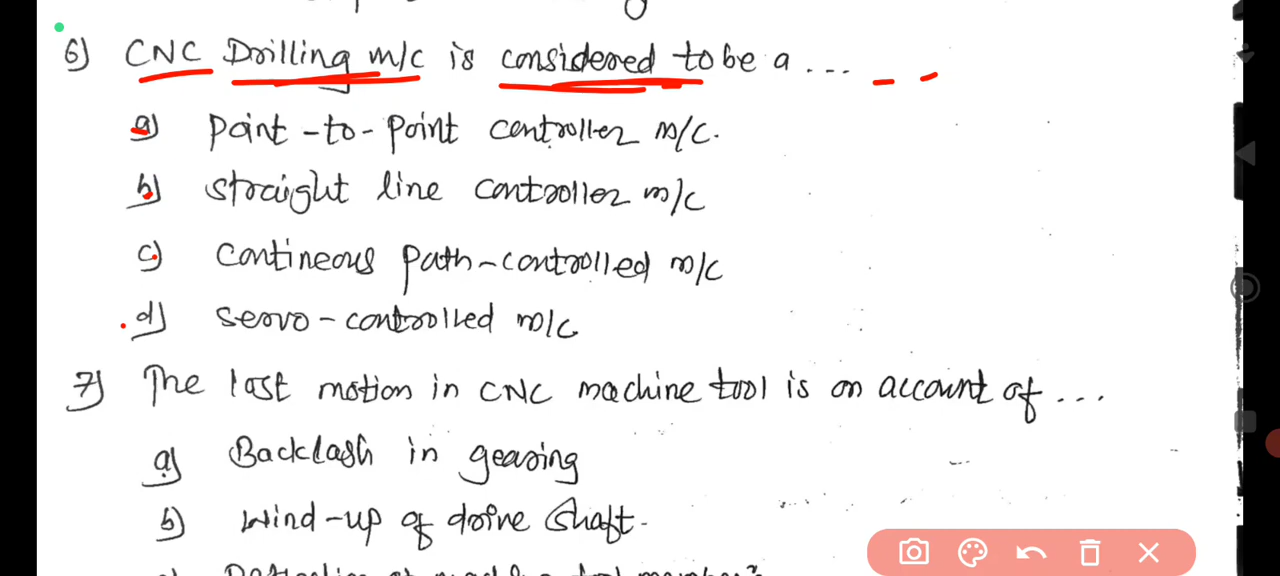 6) CNC Drilling m/c is considered to be a ...
a) point-to-point controller m/c.
b) straight line controller m/c
c) contineous path-controlled m/c
d) servo-controlled m/c
7) The lost motion in CNC machine tool is on account of ...
a) Backlash in gearing
b) Wind-up of drive shaft.